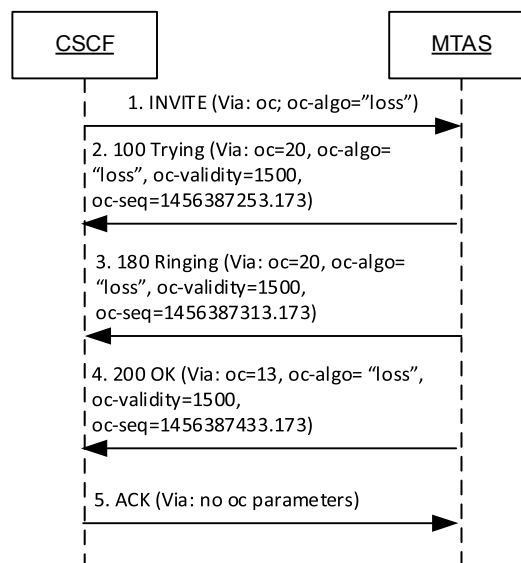 CSCF
MTAS
1. INVITE (Via: oc; oc-algo=”loss”)
2. 100 Trying (Via: oc=20, oc-algo=
“loss”, oc-validity=1500,
oc-seq=1456387253.173)
3. 180 Ringing (Via: oc=20, oc-algo=
“loss”, oc-validity=1500,
oc-seq=1456387313.173)
4. 200 OK (Via: oc=13, oc-algo= “loss”,
oc-validity=1500,
oc-seq=1456387433.173)
5. ACK (Via: no oc parameters)